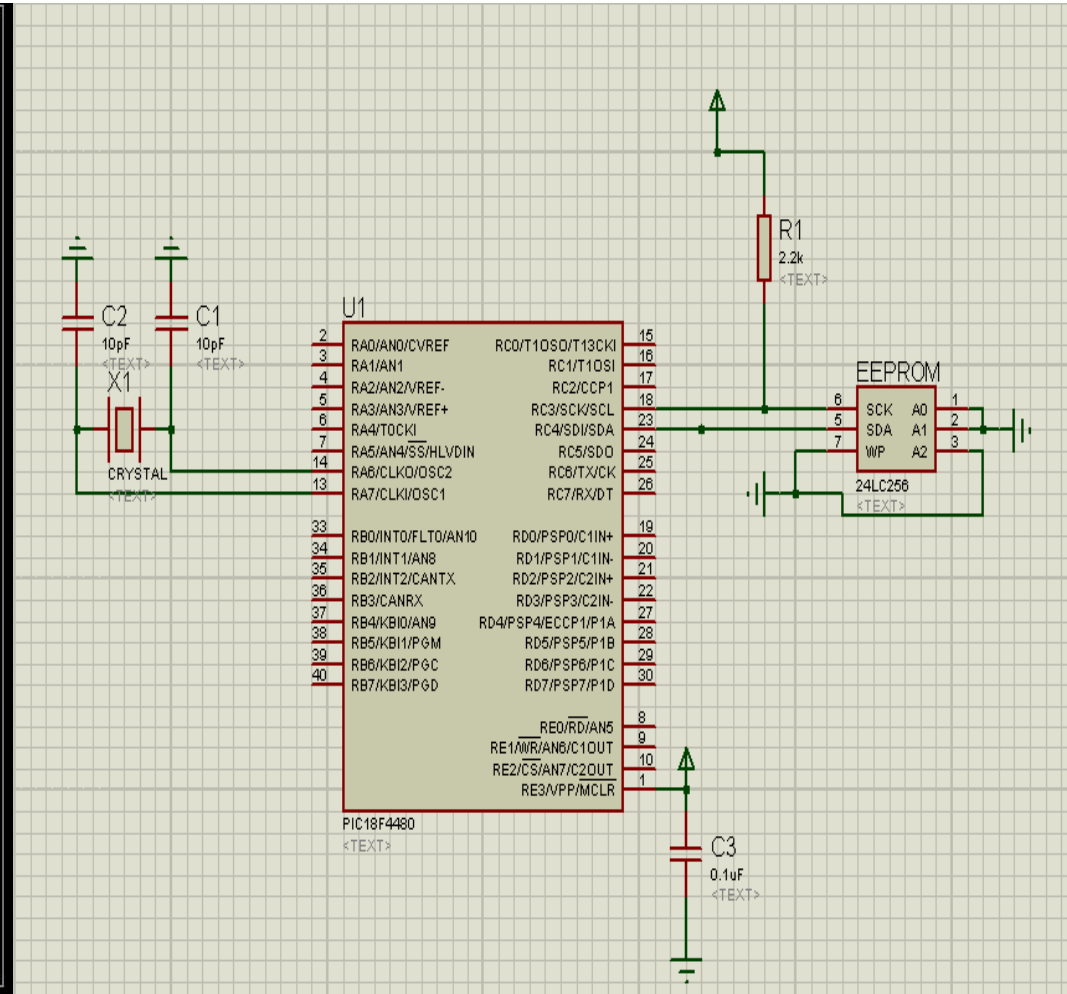 R1
2.2k
<TEXT>
C2
10pF
<TEXT>
C1
10pF
<TEXT>
X1
CRYSTAL
<TEXT>
U1
2 RA0/AN0/CVREF
3 RA1/AN1
4 RA2/AN2/VREF-
5 RA3/AN3/VREF+
6 RA4/T0CKI
7 RA5/AN4/SS/HLVDIN
14 RA6/CLKO/OSC2
13 RA7/CLKI/OSC1
33 RB0/INT0/FLT0/AN10
34 RB1/INT1/AN8
35 RB2/INT2/CANTX
36 RB3/CANRX
37 RB4/KBI0/AN9
38 RB5/KBI1/PGM
39 RB6/KBI2/PGC
40 RB7/KBI3/PGD
RC0/T1OSO/T13CKI 15
RC1/T1OSI 16
RC2/CCP1 17
RC3/SCK/SCL 18
RC4/SDI/SDA 23
RC5/SDO 24
RC6/TX/CK 25
RC7/RX/DT 26
RD0/PSP0/C1IN+ 19
RD1/PSP1/C1IN- 20
RD2/PSP2/C2IN+ 21
RD3/PSP3/C2IN- 22
RD4/PSP4/ECCP1/P1A 27
RD5/PSP5/P1B 28
RD6/PSP6/P1C 29
RD7/PSP7/P1D 30
RE0/RD/AN5 8
RE1/WR/AN6/C1OUT 9
RE2/CS/AN7/C2OUT 10
RE3/VPP/MCLR 1
PIC18F4480
<TEXT>
EEPROM
6 SCK A0 1
5 SDA A1 2
7 WP A2 3
24LC256
<TEXT>
C3
0.1uF
<TEXT>